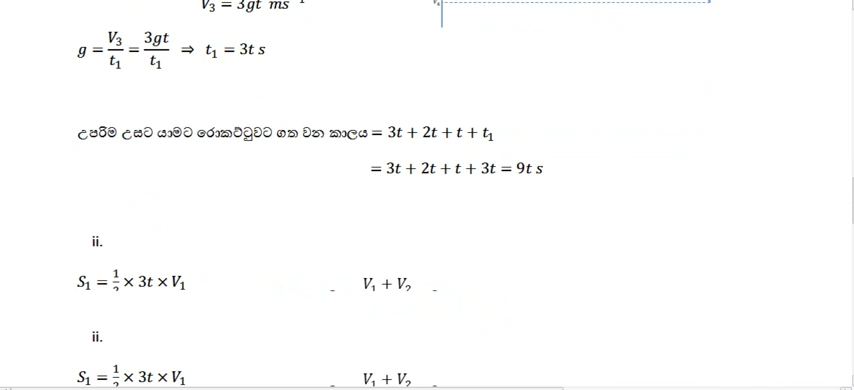 V₃ = 3gt ms⁻¹
g = V₃/t₁ = 3gt/t₁ ⇒ t₁ = 3t s
උපරිම උසට යාමට රොකට්ටුවට ගත වන කාලය = 3t + 2t + t + t₁
= 3t + 2t + t + 3t = 9t s
ii.
S₁ = 1/2 × 3t × V₁ V₁ + V₂
ii.
S₁ = 1/2 × 3t × V₁ V₁ + V₂